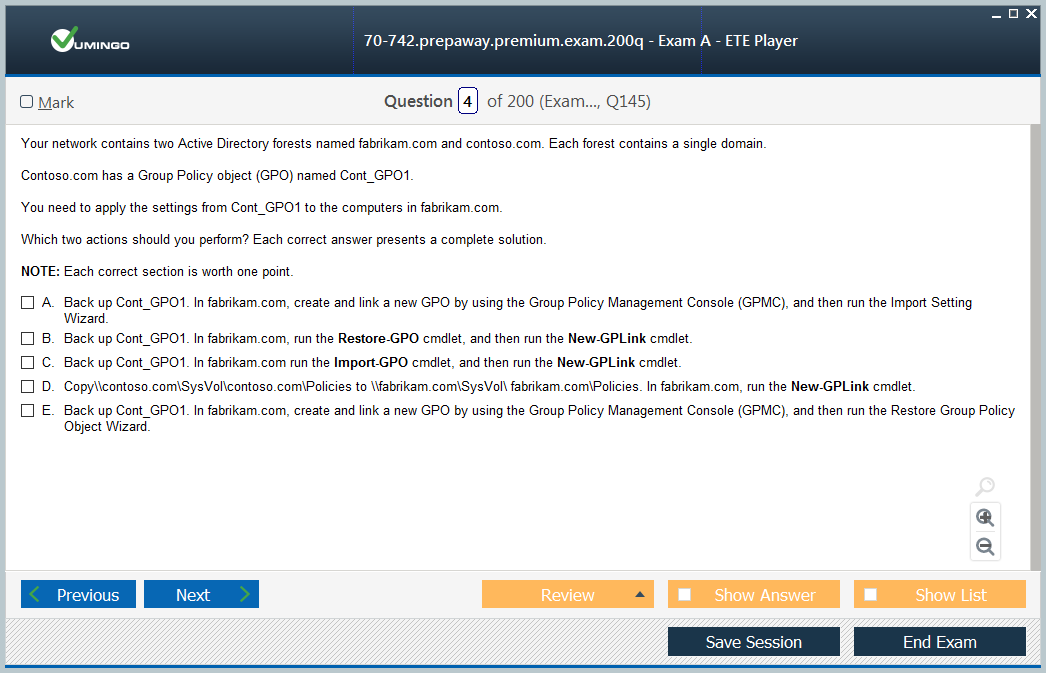 VUMINGO
70-742.prepaway.premium.exam.200q - Exam A - ETE Player
Mark
Question 4 of 200 (Exam..., Q145)
Your network contains two Active Directory forests named fabrikam.com and contoso.com. Each forest contains a single domain.
Contoso.com has a Group Policy object (GPO) named Cont_GPO1.
You need to apply the settings from Cont_GPO1 to the computers in fabrikam.com.
Which two actions should you perform? Each correct answer presents a complete solution.
NOTE: Each correct section is worth one point.
A. Back up Cont_GPO1. In fabrikam.com, create and link a new GPO by using the Group Policy Management Console (GPMC), and then run the Import Setting
Wizard.
B. Back up Cont_GPO1. In fabrikam.com, run the Restore-GPO cmdlet, and then run the New-GPLink cmdlet.
C. Back up Cont_GPO1. In fabrikam.com run the Import-GPO cmdlet, and then run the New-GPLink cmdlet.
D. Copy\\contoso.com\SysVol\contoso.com\Policies to \\fabrikam.com\SysVol\ fabrikam.com\Policies. In fabrikam.com, run the New-GPLink cmdlet.
E. Back up Cont_GPO1. In fabrikam.com, create and link a new GPO by using the Group Policy Management Console (GPMC), and then run the Restore Group Policy
Object Wizard.
Previous
Next
Review
Show Answer
Show List
Save Session
End Exam